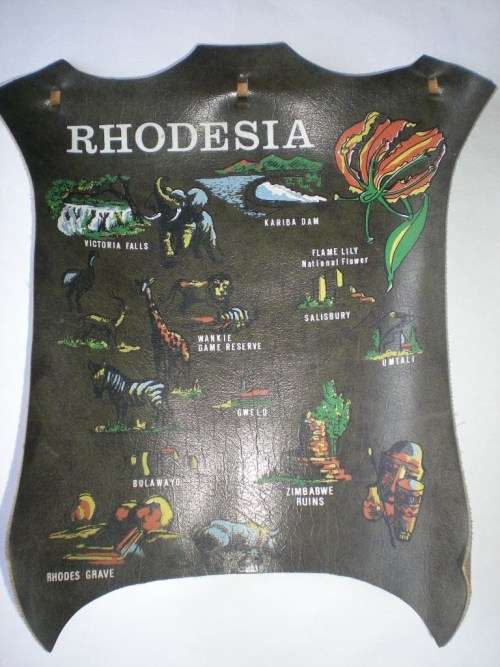 RHODESIA
VICTORIA FALLS
KARIBA DAM
FLAME LILY
National Flower
SALISBURY
WANKIE
GAME RESERVE
UMTALI
GWELO
BULAWAYO
ZIMBABWE
RUINS
RHODES GRAVE